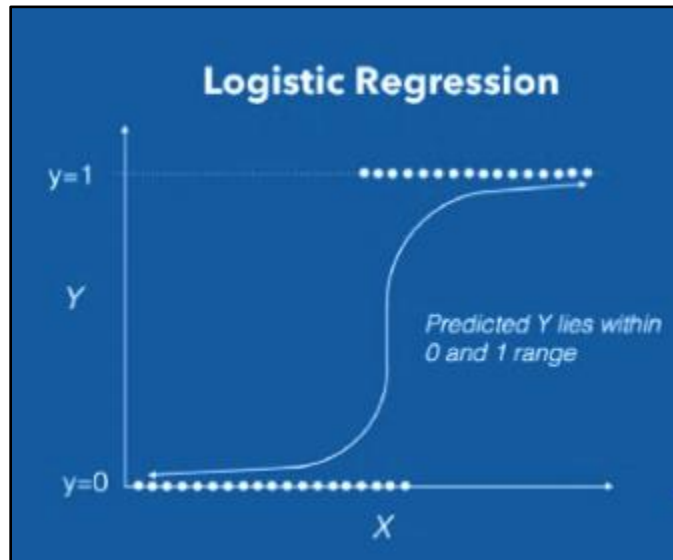 Logistic Regression
y=1
Y
Predicted Y lies within
0 and 1 range
y=0
X